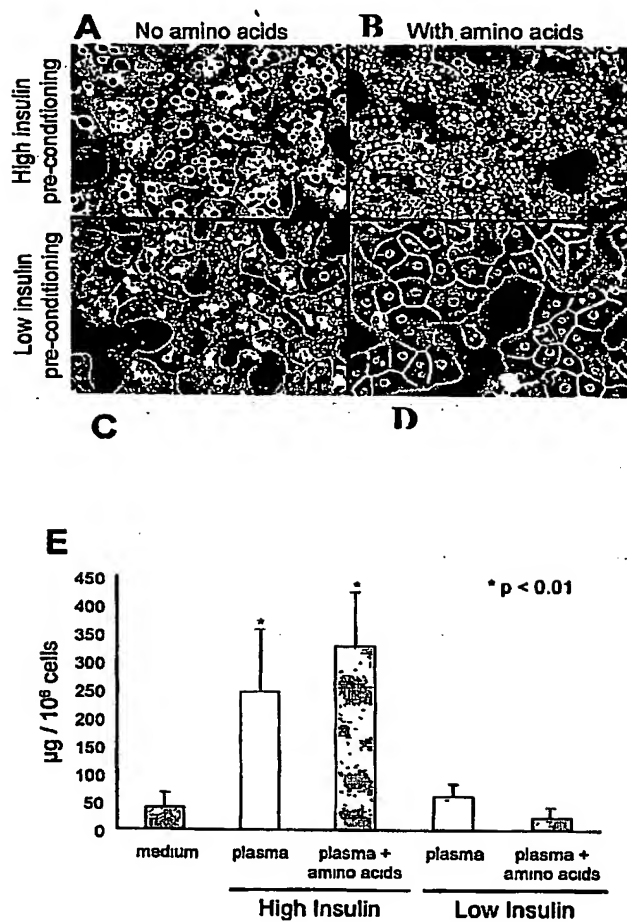 A No amino acids
B With amino acids
High insulin
pre-conditioning
Low insulin
pre-conditioning
C
D
E
450
400
350
300
250
200
150
100
50
0
µg / 10⁶ cells
*
*
* p < 0.01
medium
plasma
plasma +
amino acids
plasma
plasma +
amino acids
High Insulin
Low Insulin